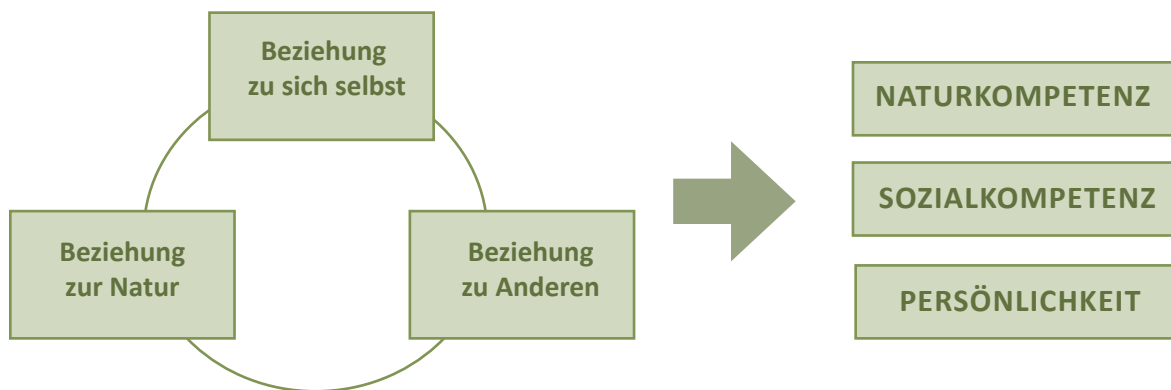 Beziehung
zu sich selbst
Beziehung
zur Natur
Beziehung
zu Anderen
NATURKOMPETENZ
SOZIALKOMPETENZ
PERSÖNLICHKEIT